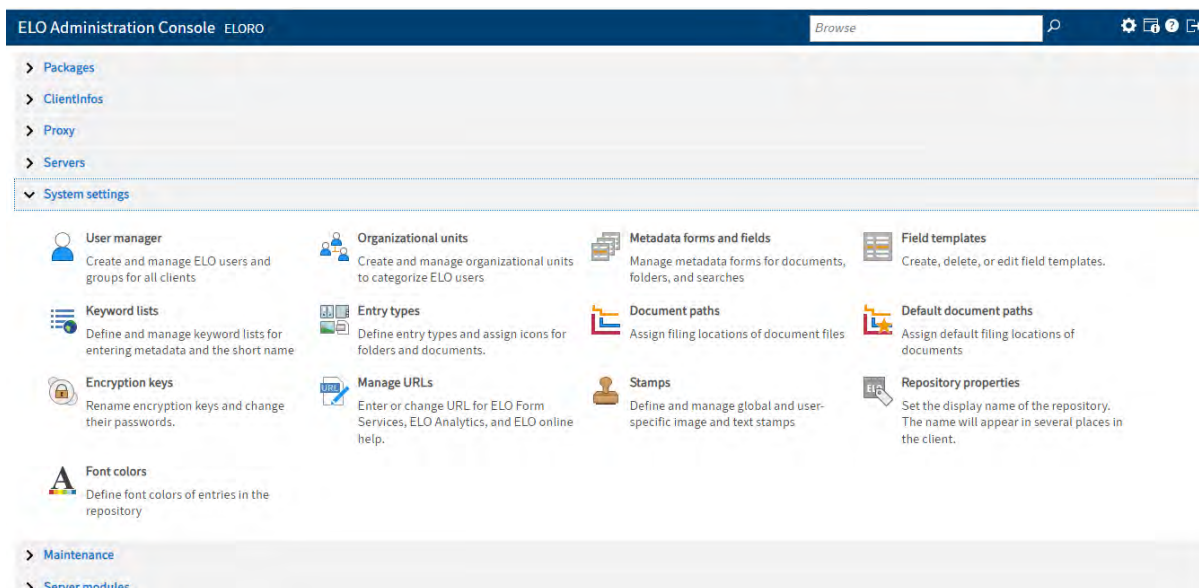 ELO Administration Console ELORO
Browse
Packages
ClientInfos
Proxy
Servers
System settings
User manager
Create and manage ELO users and
groups for all clients
Organizational units
Create and manage organizational units
to categorize ELO users
Metadata forms and fields
Manage metadata forms for documents,
folders, and searches
Field templates
Create, delete, or edit field templates.
Keyword lists
Define and manage keyword lists for
entering metadata and the short name
Entry types
Define entry types and assign icons for
folders and documents.
Document paths
Assign filing locations of document files
Default document paths
Assign default filing locations of
documents
Encryption keys
Rename encryption keys and change
their passwords.
URL
Manage URLs
Enter or change URL for ELO Form
Services, ELO Analytics, and ELO online
help.
Stamps
Define and manage global and user-
specific image and text stamps
ELO
Repository properties
Set the display name of the repository.
The name will appear in several places in
the client.
A
Font colors
Define font colors of entries in the
repository
Maintenance
Server modules